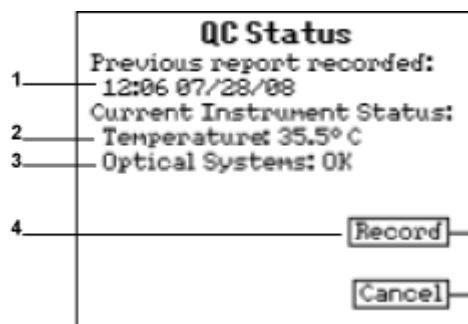 QC Status
Previous report recorded:
1 12:06 07/28/08
Current Instrument Status:
2 Temperature: 35.5° C
3 Optical Systems: OK
4 Record
Cancel